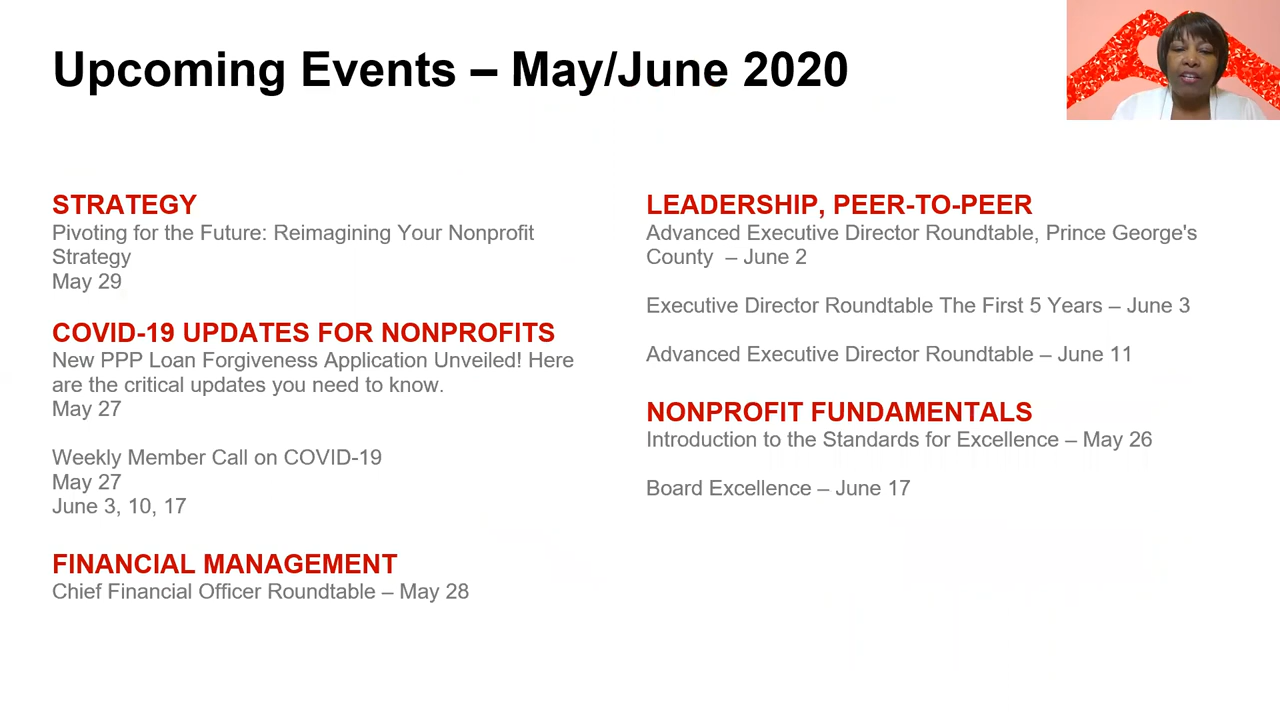 Upcoming Events – May/June 2020
STRATEGY
Pivoting for the Future: Reimagining Your Nonprofit
Strategy
May 29
COVID-19 UPDATES FOR NONPROFITS
New PPP Loan Forgiveness Application Unveiled! Here
are the critical updates you need to know.
May 27
Weekly Member Call on COVID-19
May 27
June 3, 10, 17
FINANCIAL MANAGEMENT
Chief Financial Officer Roundtable – May 28
LEADERSHIP, PEER-TO-PEER
Advanced Executive Director Roundtable, Prince George's
County – June 2
Executive Director Roundtable The First 5 Years – June 3
Advanced Executive Director Roundtable – June 11
NONPROFIT FUNDAMENTALS
Introduction to the Standards for Excellence – May 26
Board Excellence – June 17